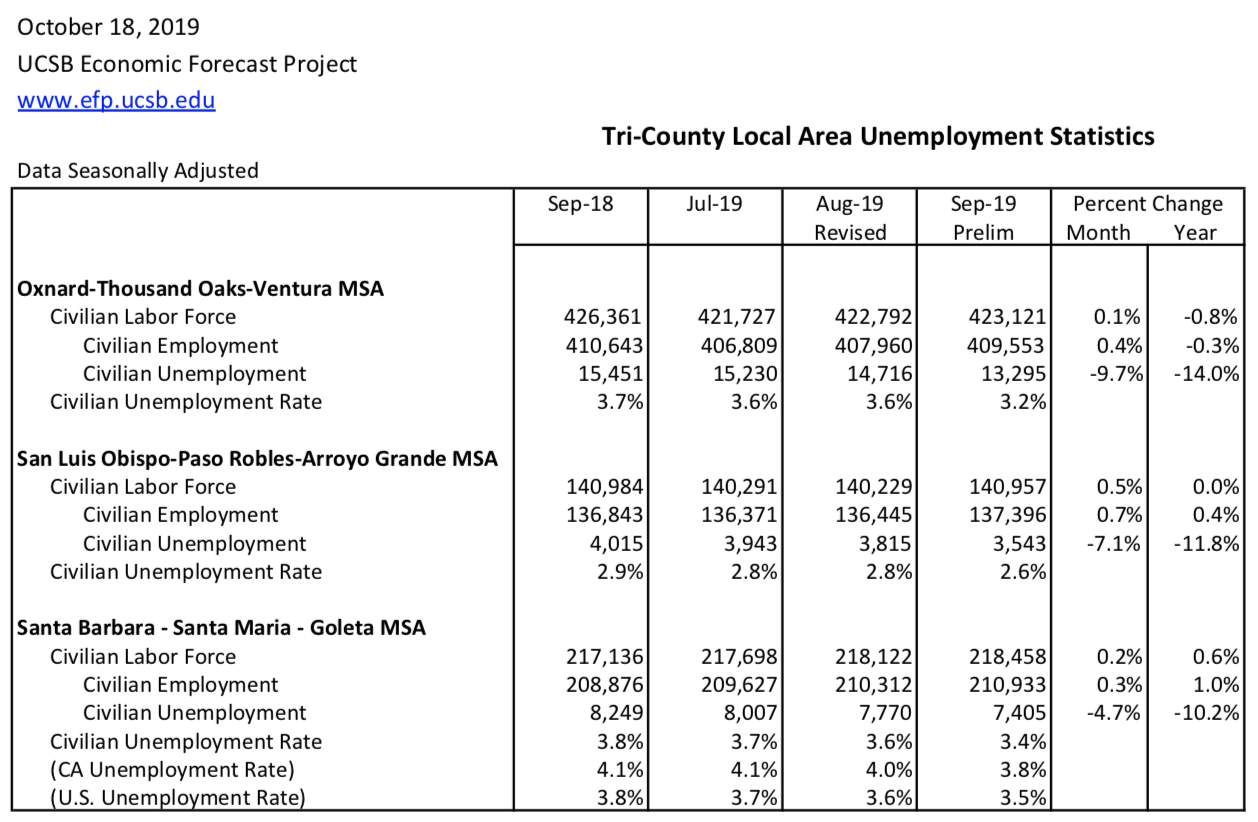 October 18, 2019
UCSB Economic Forecast Project
www.efp.ucsb.edu
Tri-County Local Area Unemployment Statistics
Data Seasonally Adjusted
Sep-18 Jul-19 Aug-19 Sep-19 Percent Change
Revised Prelim Month Year
Oxnard-Thousand Oaks-Ventura MSA
Civilian Labor Force 426,361 421,727 422,792 423,121 0.1% -0.8%
Civilian Employment 410,643 406,809 407,960 409,553 0.4% -0.3%
Civilian Unemployment 15,451 15,230 14,716 13,295 -9.7% -14.0%
Civilian Unemployment Rate 3.7% 3.6% 3.6% 3.2%
San Luis Obispo-Paso Robles-Arroyo Grande MSA
Civilian Labor Force 140,984 140,291 140,229 140,957 0.5% 0.0%
Civilian Employment 136,843 136,371 136,445 137,396 0.7% 0.4%
Civilian Unemployment 4,015 3,943 3,815 3,543 -7.1% -11.8%
Civilian Unemployment Rate 2.9% 2.8% 2.8% 2.6%
Santa Barbara - Santa Maria - Goleta MSA
Civilian Labor Force 217,136 217,698 218,122 218,458 0.2% 0.6%
Civilian Employment 208,876 209,627 210,312 210,933 0.3% 1.0%
Civilian Unemployment 8,249 8,007 7,770 7,405 -4.7% -10.2%
Civilian Unemployment Rate 3.8% 3.7% 3.6% 3.4%
(CA Unemployment Rate) 4.1% 4.1% 4.0% 3.8%
(U.S. Unemployment Rate) 3.8% 3.7% 3.6% 3.5%